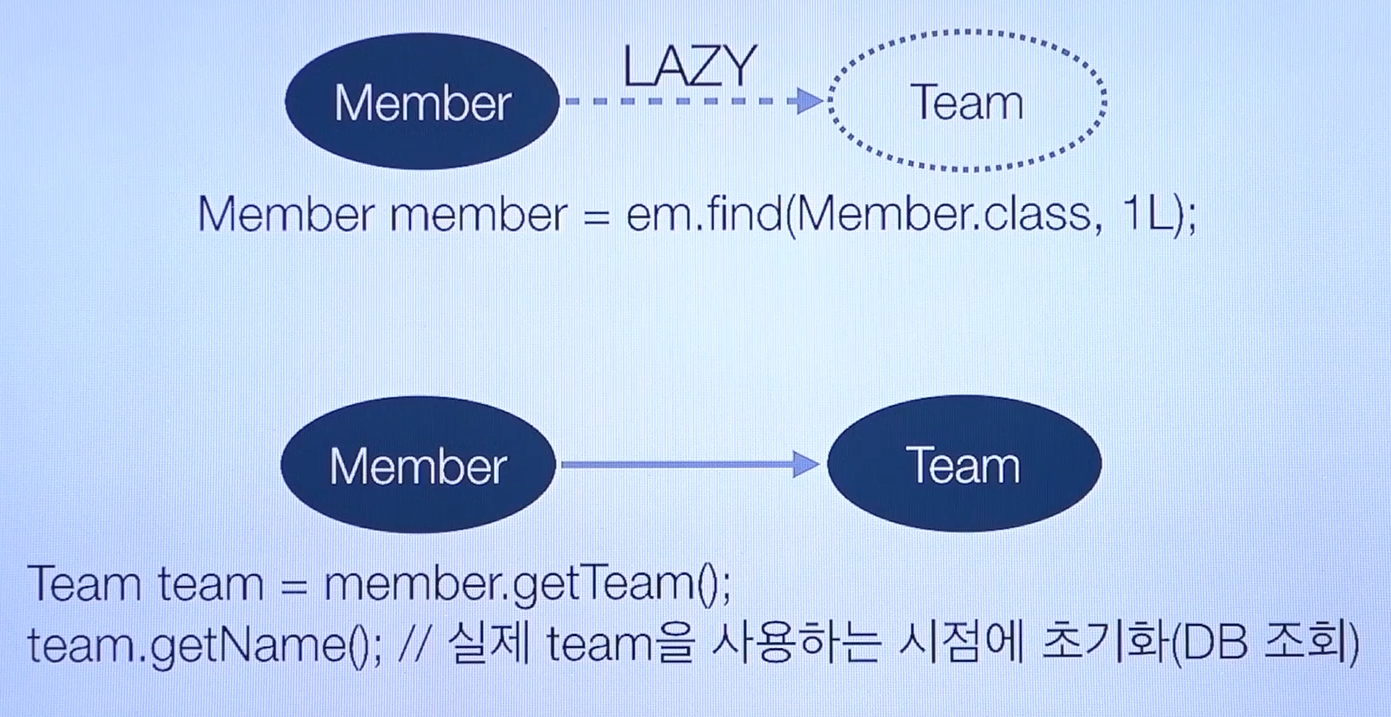 Member
LAZY
Team
Member member = em.find(Member.class, 1L);
Member
Team
Team team = member.getTeam();
team.getName(); // 실제 team을 사용하는 시점에 초기화(DB 조회)